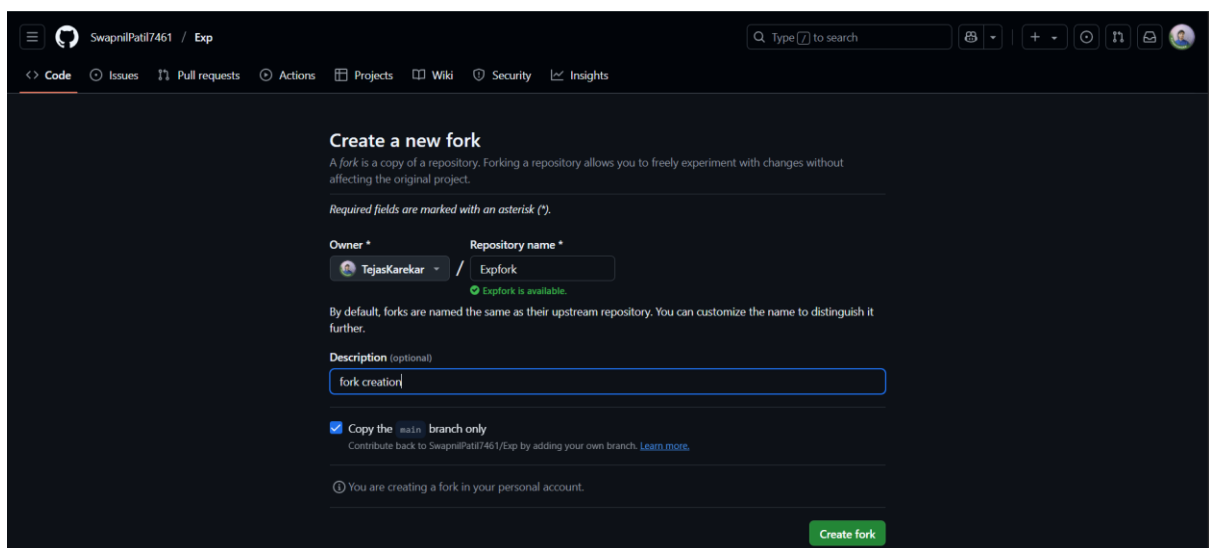 SwapnilPatil7461 / Exp
Type / to search
Code Issues Pull requests Actions Projects Wiki Security Insights
Create a new fork
A fork is a copy of a repository. Forking a repository allows you to freely experiment with changes without
affecting the original project.
Required fields are marked with an asterisk (*).
Owner * Repository name *
TejasKarekar / Expfork
Expfork is available.
By default, forks are named the same as their upstream repository. You can customize the name to distinguish it
further.
Description (optional)
fork creation
Copy the main branch only
Contribute back to SwapnilPatil7461/Exp by adding your own branch. Learn more.
You are creating a fork in your personal account.
Create fork